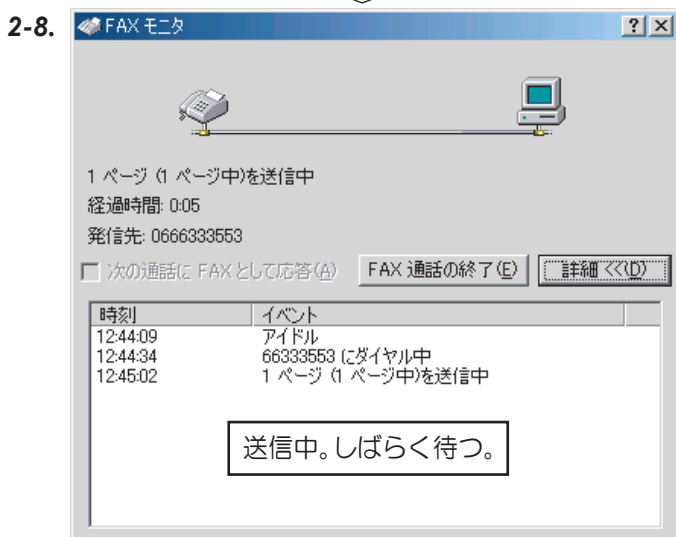 2-8.
FAX モニタ
1 ページ (1 ページ中)を送信中
経過時間: 0:05
発信先: 0666333553
次の通話に FAX として応答(A) FAX 通話の終了(E) 詳細 <<(D)
時刻 イベント
12:44:09 アイドル
12:44:34 66333553 にダイヤル中
12:45:02 1 ページ (1 ページ中)を送信中
送信中。しばらく待つ。